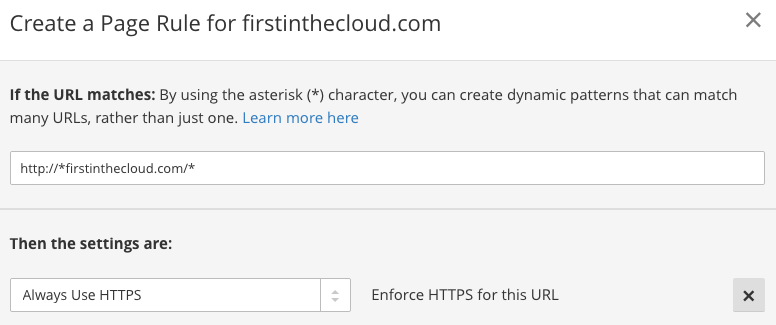 Create a Page Rule for firstinthecloud.com
If the URL matches: By using the asterisk (*) character, you can create dynamic patterns that can match
many URLs, rather than just one. Learn more here
http://*firstinthecloud.com/*
Then the settings are:
Always Use HTTPS
Enforce HTTPS for this URL